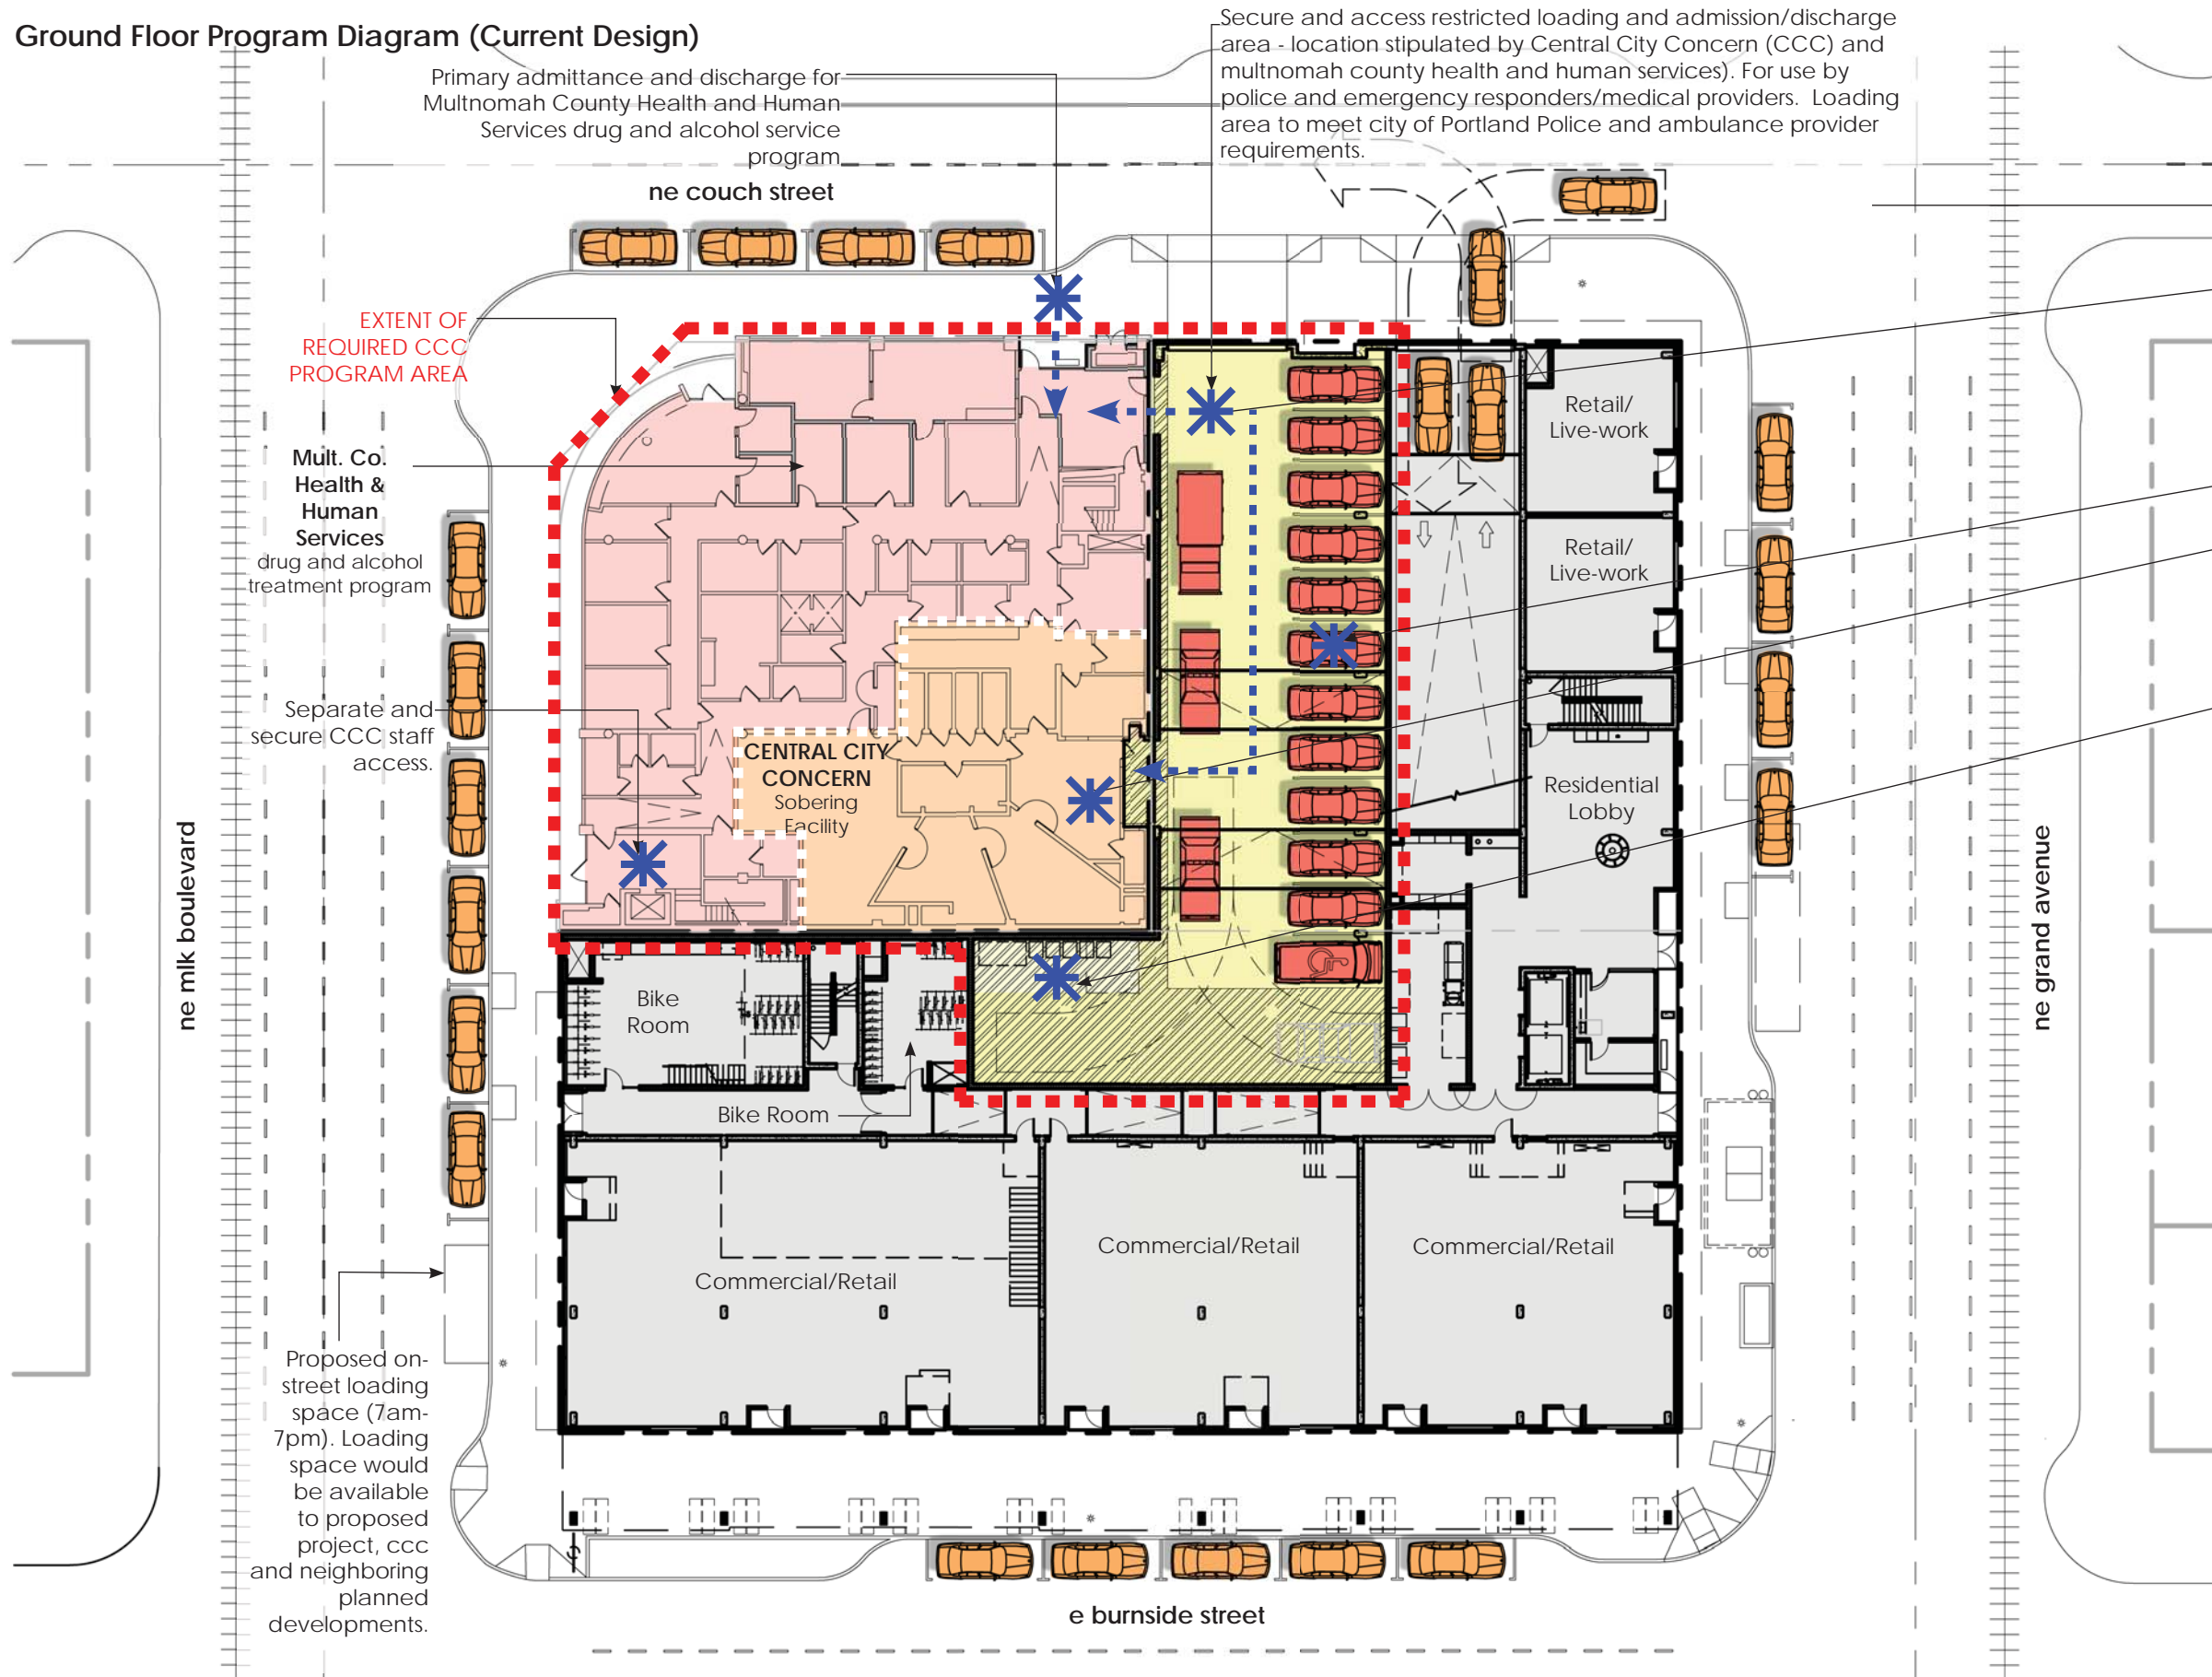 Ground Floor Program Diagram (Current Design)
Secure and access restricted loading and admission/discharge
area - location stipulated by Central City Concern (CCC) and
multnomah county health and human services). For use by
police and emergency responders/medical providers. Loading
area to meet city of Portland Police and ambulance provider
requirements.
Primary admittance and discharge for
Multnomah County Health and Human
Services drug and alcohol service
program
ne couch street
EXTENT OF
REQUIRED CCC
PROGRAM AREA
Mult. Co.
Health &
Human
Services
drug and alcohol
treatment program
Retail/
Live-work
Retail/
Live-work
Separate and
secure CCC staff
access.
CENTRAL CITY
CONCERN
Sobering
Facility
Residential
Lobby
ne mlk boulevard
ne grand avenue
Bike
Room
Bike Room
Commercial/Retail
Commercial/Retail
Commercial/Retail
Proposed on-
street loading
space (7am-
7pm). Loading
space would
be available
to proposed
project, ccc
and neighboring
planned
developments.
e burnside street